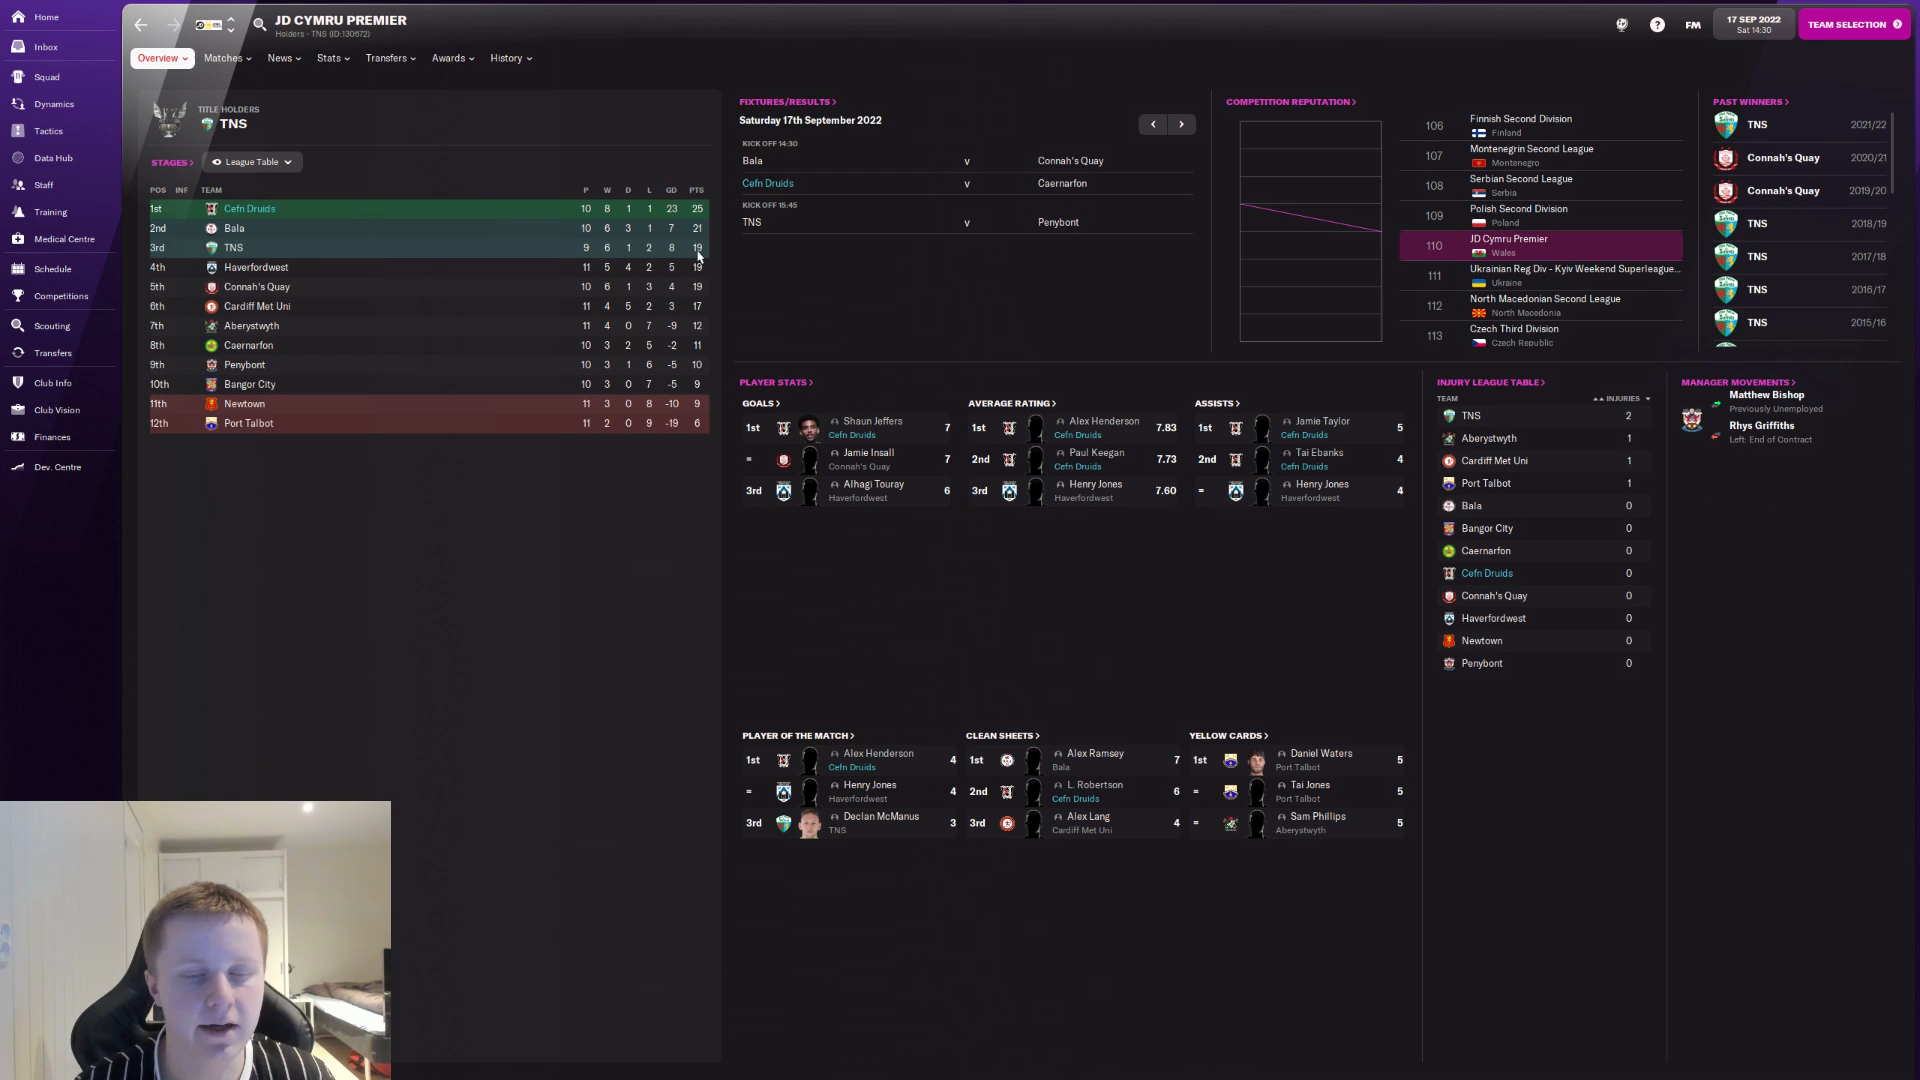 Home
Inbox
Squad
Dynamics
Tactics
Data Hub
Staff
Training
Medical Centre
Schedule
Competitions
Scouting
Transfers
Club Info
Club Vision
Finances
Dev. Centre
JD CYMRU PREMIER
Holders - TNS (ID:130672)
FM
17 SEP 2022
Sat 14:30
TEAM SELECTION
Overview Matches News Stats Transfers Awards History
TITLE HOLDERS
TNS
STAGES League Table
POS INF TEAM P W D L GD PTS
1st Cefn Druids 10 8 1 1 23 25
2nd Bala 10 6 3 1 7 21
3rd TNS 9 6 1 2 8 19
4th Haverfordwest 11 5 4 2 5 19
5th Connah's Quay 10 6 1 3 4 19
6th Cardiff Met Uni 11 4 5 2 3 17
7th Aberystwyth 11 4 0 7 -9 12
8th Caernarfon 10 3 2 5 -2 11
9th Penybont 10 3 1 6 -5 10
10th Bangor City 10 3 0 7 -5 9
11th Newtown 11 3 0 8 -10 9
12th Port Talbot 11 2 0 9 -19 6
FIXTURES/RESULTS
Saturday 17th September 2022
KICK OFF 14:30
Bala v Connah's Quay
Cefn Druids v Caernarfon
KICK OFF 15:45
TNS v Penybont
COMPETITION REPUTATION
106 Finnish Second Division
Finland
107 Montenegrin Second League
Montenegro
108 Serbian Second League
Serbia
109 Polish Second Division
Poland
110 JD Cymru Premier
Wales
111 Ukrainian Reg Div - Kyiv Weekend Superleague...
Ukraine
112 North Macedonian Second League
North Macedonia
113 Czech Third Division
Czech Republic
PAST WINNERS
TNS 2021/22
Connah's Quay 2020/21
Connah's Quay 2019/20
TNS 2018/19
TNS 2017/18
TNS 2016/17
TNS 2015/16
PLAYER STATS
GOALS
1st Shaun Jeffers 7
Cefn Druids
= Jamie Insall 7
Connah's Quay
3rd Alhagi Touray 6
Haverfordwest
AVERAGE RATING
1st Alex Henderson 7.83
Cefn Druids
2nd Paul Keegan 7.73
Cefn Druids
3rd Henry Jones 7.60
Haverfordwest
ASSISTS
1st Jamie Taylor 5
Cefn Druids
2nd Tai Ebanks 4
Cefn Druids
= Henry Jones 4
Haverfordwest
PLAYER OF THE MATCH
1st Alex Henderson 4
Cefn Druids
= Henry Jones 4
Haverfordwest
3rd Declan McManus 3
TNS
CLEAN SHEETS
1st Alex Ramsey 7
Bala
2nd L. Robertson 6
Cefn Druids
3rd Alex Lang 4
Cardiff Met Uni
YELLOW CARDS
1st Daniel Waters 5
Port Talbot
= Tai Jones 5
Port Talbot
= Sam Phillips 5
Aberystwyth
INJURY LEAGUE TABLE
TEAM INJURIES
TNS 2
Aberystwyth 1
Cardiff Met Uni 1
Port Talbot 1
Bala 0
Bangor City 0
Caernarfon 0
Cefn Druids 0
Connah's Quay 0
Haverfordwest 0
Newtown 0
Penybont 0
MANAGER MOVEMENTS
Matthew Bishop
Previously Unemployed
Rhys Griffiths
Left: End of Contract